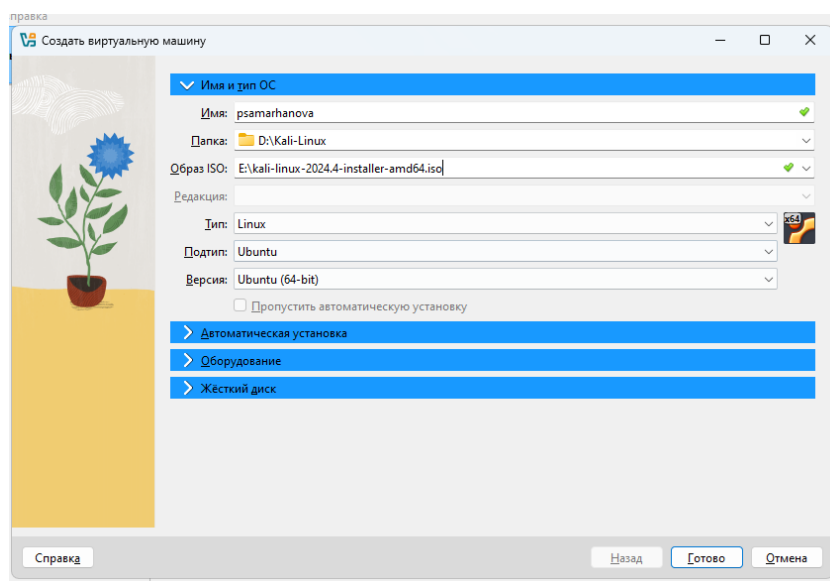 правка
Создать виртуальную машину
Имя и тип ОС
Имя: psamarhanova
Папка: D:\Kali-Linux
Образ ISO: E:\kali-linux-2024.4-installer-amd64.iso
Редакция:
Тип: Linux
x64
Подтип: Ubuntu
Версия: Ubuntu (64-bit)
Пропустить автоматическую установку
Автоматическая установка
Оборудование
Жёсткий диск
Справка Назад Готово Отмена